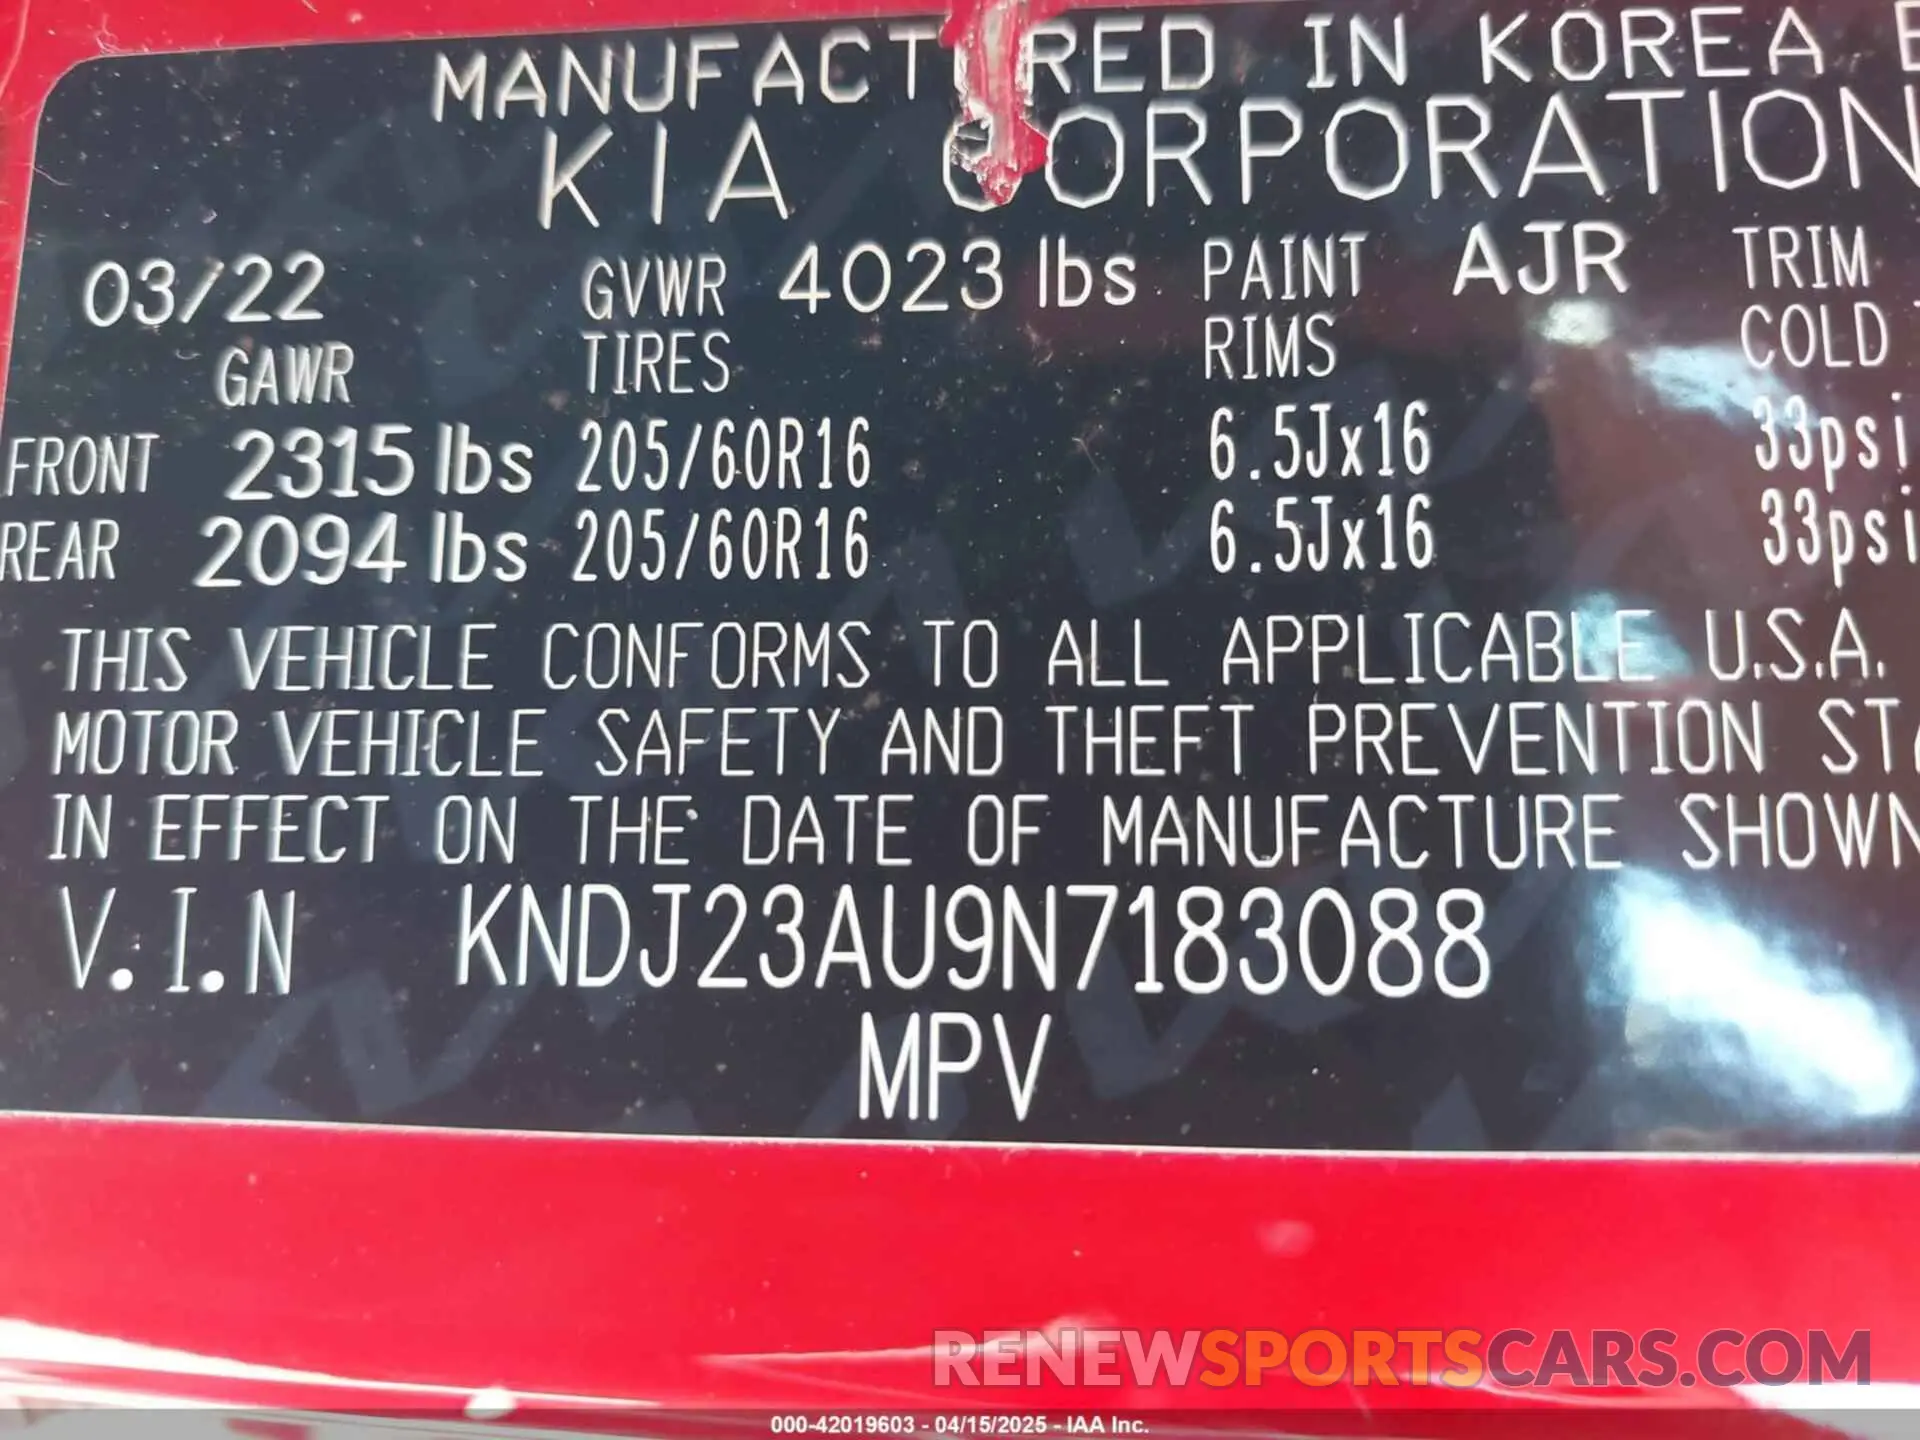 MANUFACTURED IN KOREA
KIA CORPORATION
03/22 GVWR 4023 lbs PAINT AJR TRIM
GAWR TIRES RIMS COLD
FRONT 2315 lbs 205/60R16 6.5Jx16 33psi
REAR 2094 lbs 205/60R16 6.5Jx16 33psi
THIS VEHICLE CONFORMS TO ALL APPLICABLE U.S.A.
MOTOR VEHICLE SAFETY AND THEFT PREVENTION
IN EFFECT ON THE DATE OF MANUFACTURE SHOWN
V.I.N KNDJ23AU9N7183088
MPV
RENEWSPORTSCARS.COM
000-42019603 - 04/15/2025 - IAA Inc.